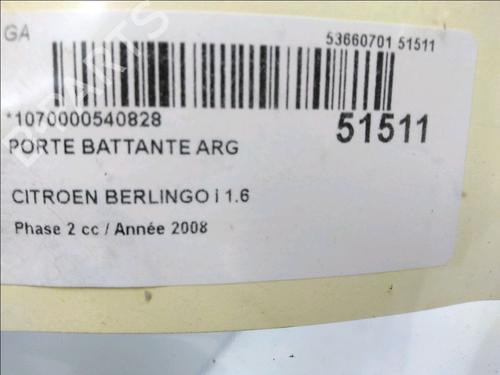 GA
53660701 51511
*1070000540828
51511
PORTE BATTANTE ARG
CITROEN BERLINGO i 1.6
Phase 2 cc / Année 2008